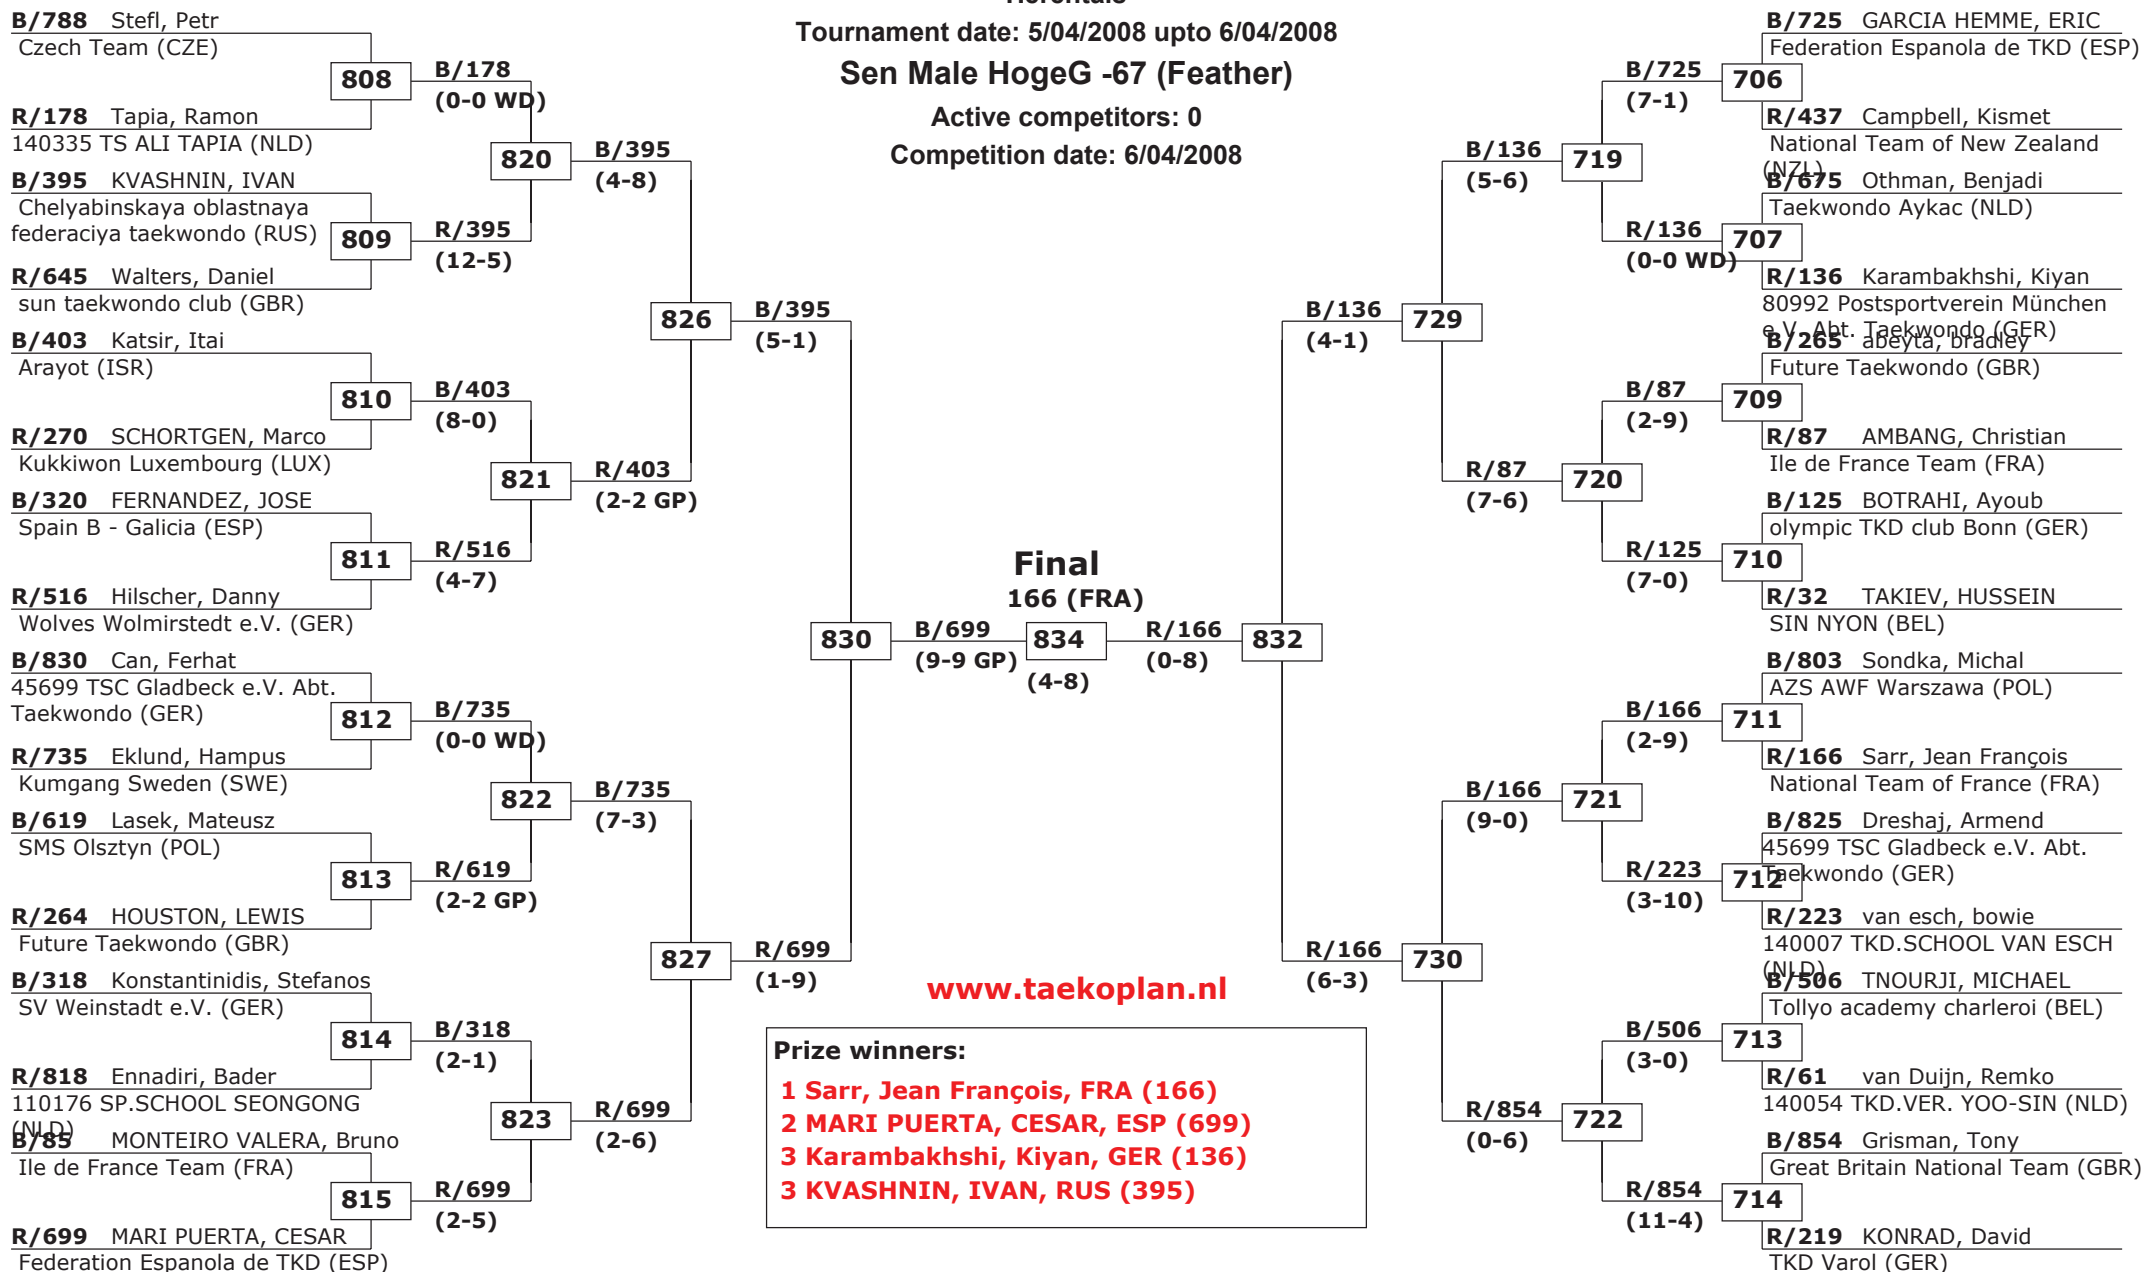 Tournament date: 5/04/2008 upto 6/04/2008
Sen Male HogeG -67 (Feather)
Active competitors: 0
Competition date: 6/04/2008
B/788 Stefl, Petr
Czech Team (CZE)
808
R/178 Tapia, Ramon
140335 TS ALI TAPIA (NLD)
B/395 KVASHNIN, IVAN
Chelyabinskaya oblastnaya
federaciya taekwondo (RUS)
809
R/645 Walters, Daniel
sun taekwondo club (GBR)
B/403 Katsir, Itai
Arayot (ISR)
810
R/270 SCHORTGEN, Marco
Kukkiwon Luxembourg (LUX)
B/320 FERNANDEZ, JOSE
Spain B - Galicia (ESP)
811
R/516 Hilscher, Danny
Wolves Wolmirstedt e.V. (GER)
B/830 Can, Ferhat
45699 TSC Gladbeck e.V. Abt.
Taekwondo (GER)
812
R/735 Eklund, Hampus
Kumgang Sweden (SWE)
B/619 Lasek, Mateusz
SMS Olsztyn (POL)
813
R/264 HOUSTON, LEWIS
Future Taekwondo (GBR)
B/318 Konstantinidis, Stefanos
SV Weinstadt e.V. (GER)
814
R/818 Ennadiri, Bader
110176 SP.SCHOOL SEONGONG
(NLD)
B/85 MONTEIRO VALERA, Bruno
Ile de France Team (FRA)
815
R/699 MARI PUERTA, CESAR
Federation Espanola de TKD (ESP)
B/178
(0-0 WD)
820
R/395
(12-5)
B/403
(8-0)
821
R/516
(4-7)
B/735
(0-0 WD)
822
R/619
(2-2 GP)
B/318
(2-1)
823
R/699
(2-5)
B/395
(4-8)
826
R/403
(2-2 GP)
B/735
(7-3)
827
R/699
(2-6)
B/395
(5-1)
830
R/699
(1-9)
Final
166 (FRA)
B/699
(9-9 GP)
834
(4-8)
R/166
(0-8)
832
B/136
(4-1)
729
R/166
(6-3)
730
B/136
(5-6)
719
R/87
(7-6)
720
B/166
(9-0)
721
R/854
(0-6)
722
B/725
(7-1)
R/136
(0-0 WD)
B/87
(2-9)
R/125
(7-0)
B/166
(2-9)
R/223
(3-10)
B/506
(3-0)
R/854
(11-4)
B/725 GARCIA HEMME, ERIC
Federation Espanola de TKD (ESP)
706
R/437 Campbell, Kismet
National Team of New Zealand
(NZL)
B/675 Othman, Benjadi
Taekwondo Aykac (NLD)
707
R/136 Karambakhshi, Kiyan
80992 Postsportverein München
e.V. Abt. Taekwondo (GER)
B/265 abeyta, bradley
Future Taekwondo (GBR)
709
R/87 AMBANG, Christian
Ile de France Team (FRA)
B/125 BOTRAHI, Ayoub
olympic TKD club Bonn (GER)
710
R/32 TAKIEV, HUSSEIN
SIN NYON (BEL)
B/803 Sondka, Michal
AZS AWF Warszawa (POL)
711
R/166 Sarr, Jean François
National Team of France (FRA)
B/825 Dreshaj, Armend
45699 TSC Gladbeck e.V. Abt.
Taekwondo (GER)
712
R/223 van esch, bowie
140007 TKD.SCHOOL VAN ESCH
(NLD)
B/506 TNOURJI, MICHAEL
Tollyo academy charleroi (BEL)
713
R/61 van Duijn, Remko
140054 TKD.VER. YOO-SIN (NLD)
B/854 Grisman, Tony
Great Britain National Team (GBR)
714
R/219 KONRAD, David
TKD Varol (GER)
www.taekoplan.nl
Prize winners:
1 Sarr, Jean François, FRA (166)
2 MARI PUERTA, CESAR, ESP (699)
3 Karambakhshi, Kiyan, GER (136)
3 KVASHNIN, IVAN, RUS (395)